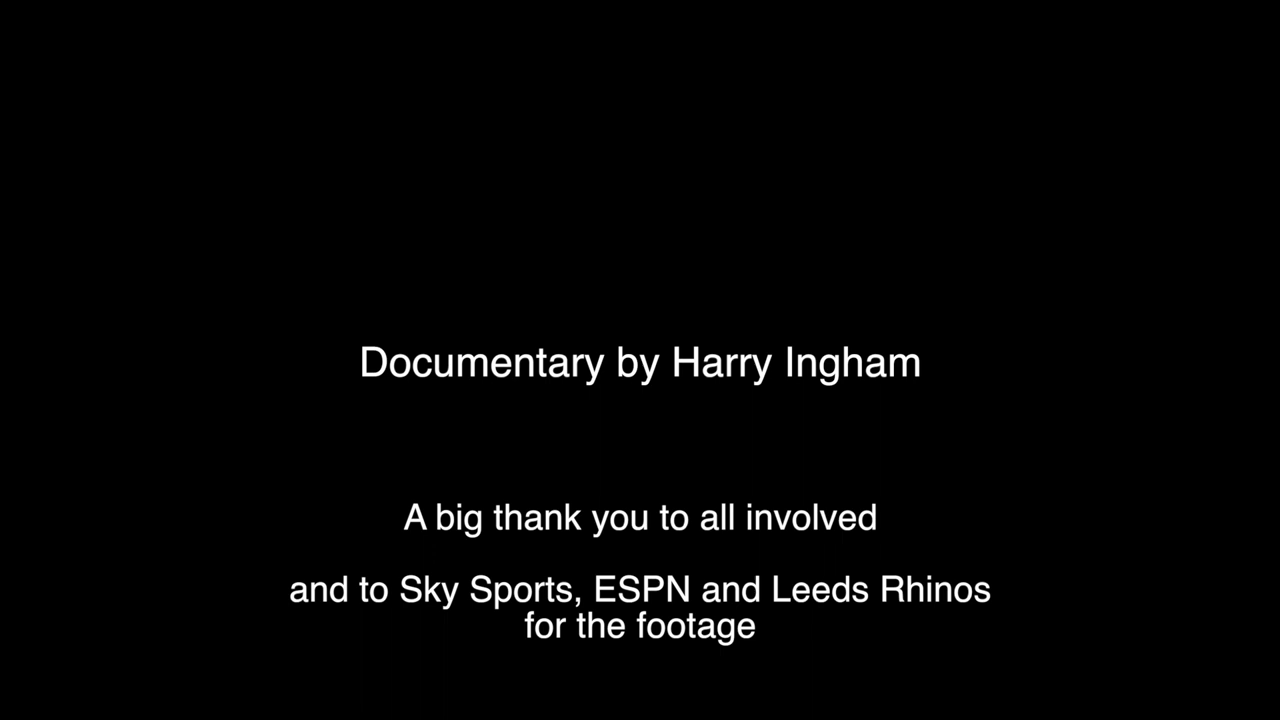 Documentary by Harry Ingham
A big thank you to all involved
and to Sky Sports, ESPN and Leeds Rhinos
for the footage